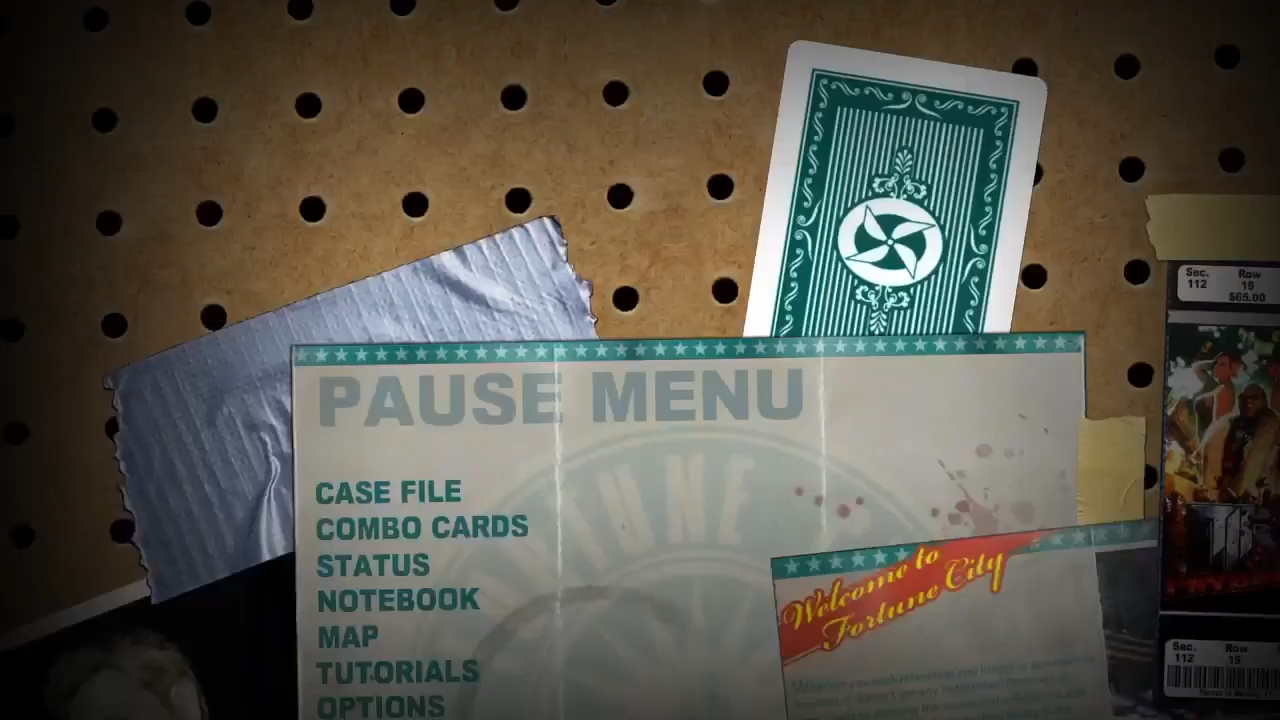 Sec. Row
112 15
$65.00
PAUSE MENU
CASE FILE
COMBO CARDS
STATUS
NOTEBOOK
MAP
TUTORIALS
OPTIONS
Welcome to
Fortune City
Sec. Row
112 15